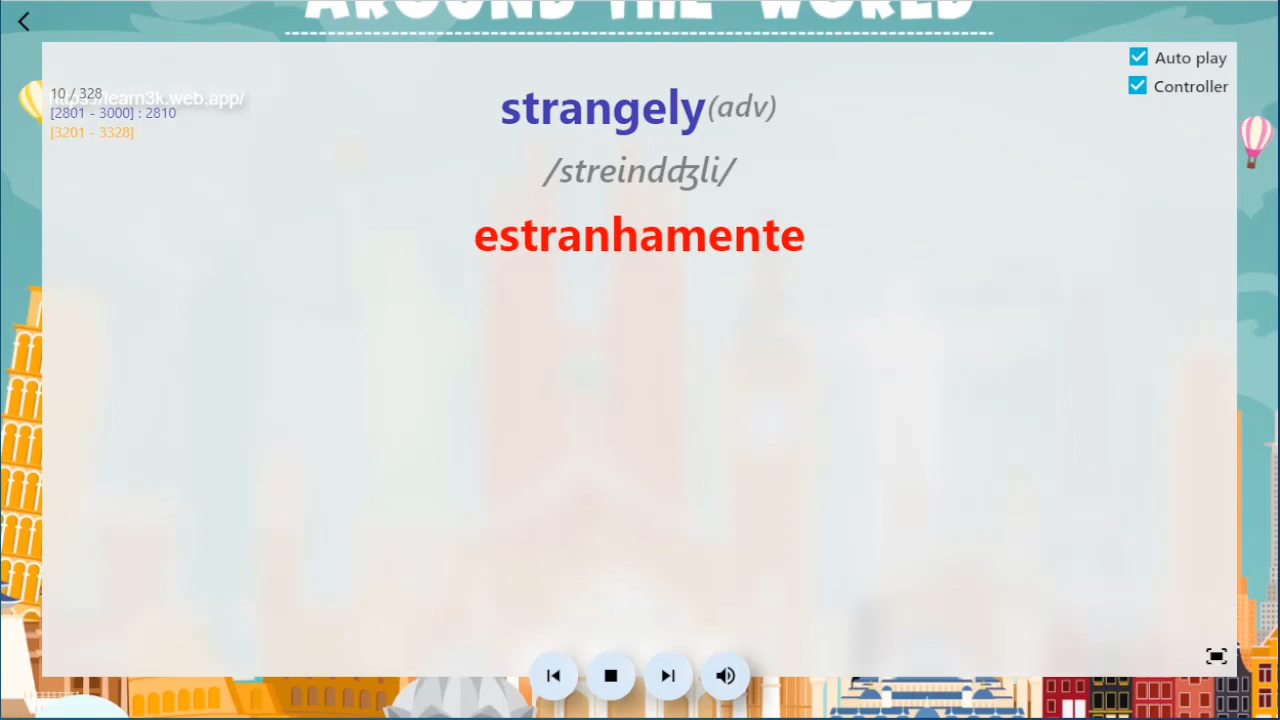 AROUND THE WORLD
Auto play
Controller
10 / 328
https://learn3k.web.app/
[2801 - 3000] : 2810
[3201 - 3328]
strangely(adv)
/streindʤli/
estranhamente